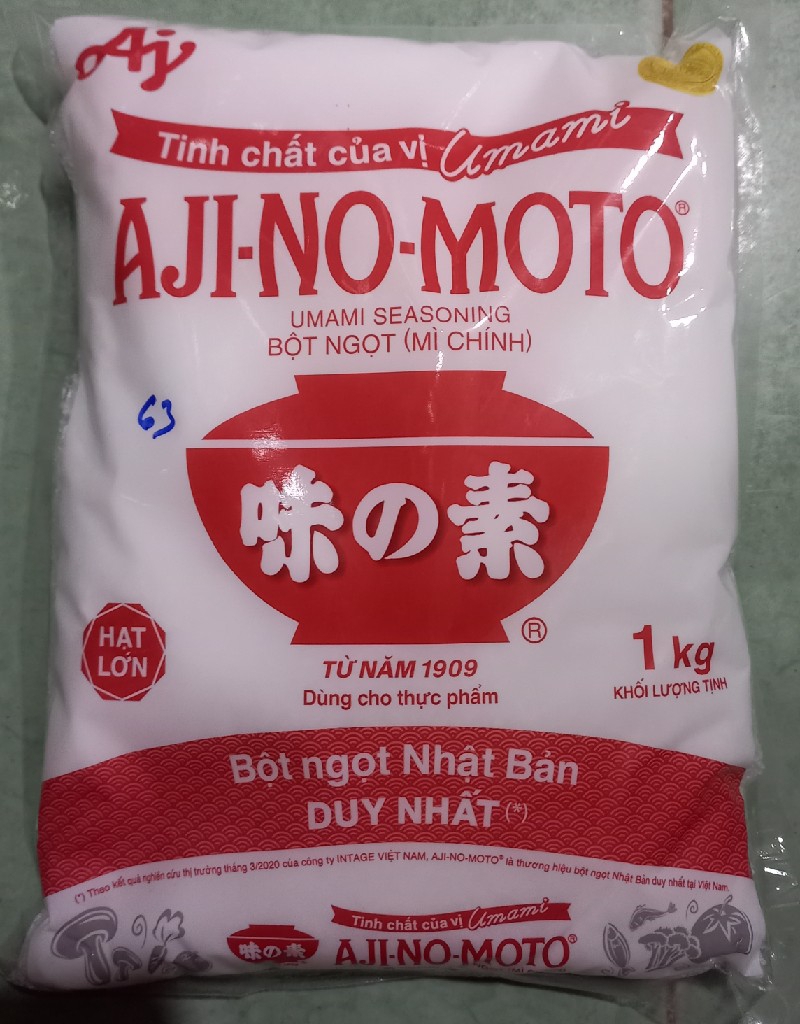 Aj
Tinh chất của vị Umami
AJI-NO-MOTO®
UMAMI SEASONING
BỘT NGỌT (MÌ CHÍNH)
63
味の素
®
HẠT
LỚN
TỪ NĂM 1909
Dùng cho thực phẩm
1 kg
KHỐI LƯỢNG TỊNH
Bột ngọt Nhật Bản
DUY NHẤT (*)
(*) Theo kết quả nghiên cứu thị trường tháng 3/2020 của công ty INTAGE VIỆT NAM, AJI-NO-MOTO® là thương hiệu bột ngọt Nhật Bản duy nhất tại Việt Nam.
Tinh chất của vị Umami
味の素
AJI-NO-MOTO®